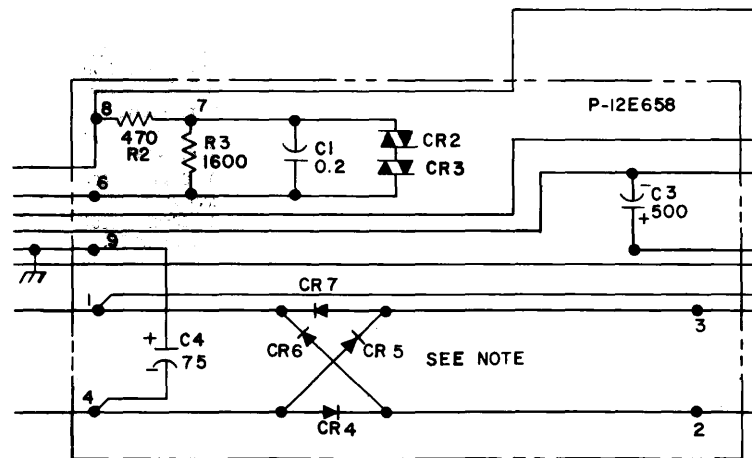 P-12E658
8
7
470
R2
R3
1600
C1
0.2
CR2
CR3
6
− C3
+ 500
9
1
CR7
3
+ C4
− 75
CR6
CR5
SEE NOTE
4
CR4
2